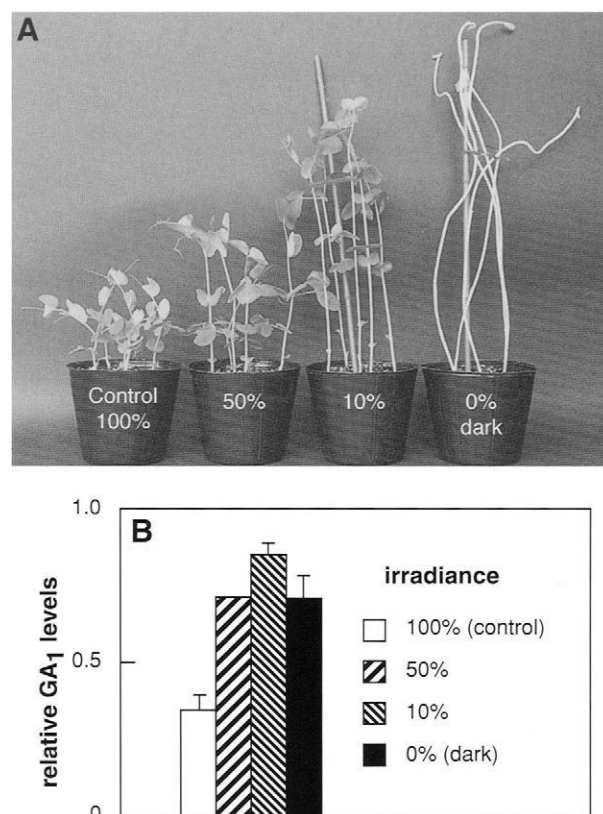 A
Control
100%
50%
10%
0%
dark
B
1.0
0.5
0
relative GA1 levels
irradiance
100% (control)
50%
10%
0% (dark)